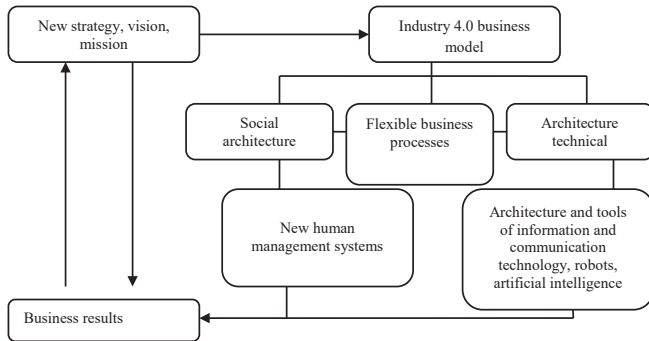 New strategy, vision,
mission
Industry 4.0 business
model
Social
architecture
Flexible business
processes
Architecture
technical
New human
management systems
Architecture and tools
of information and
communication
technology, robots,
artificial intelligence
Business results